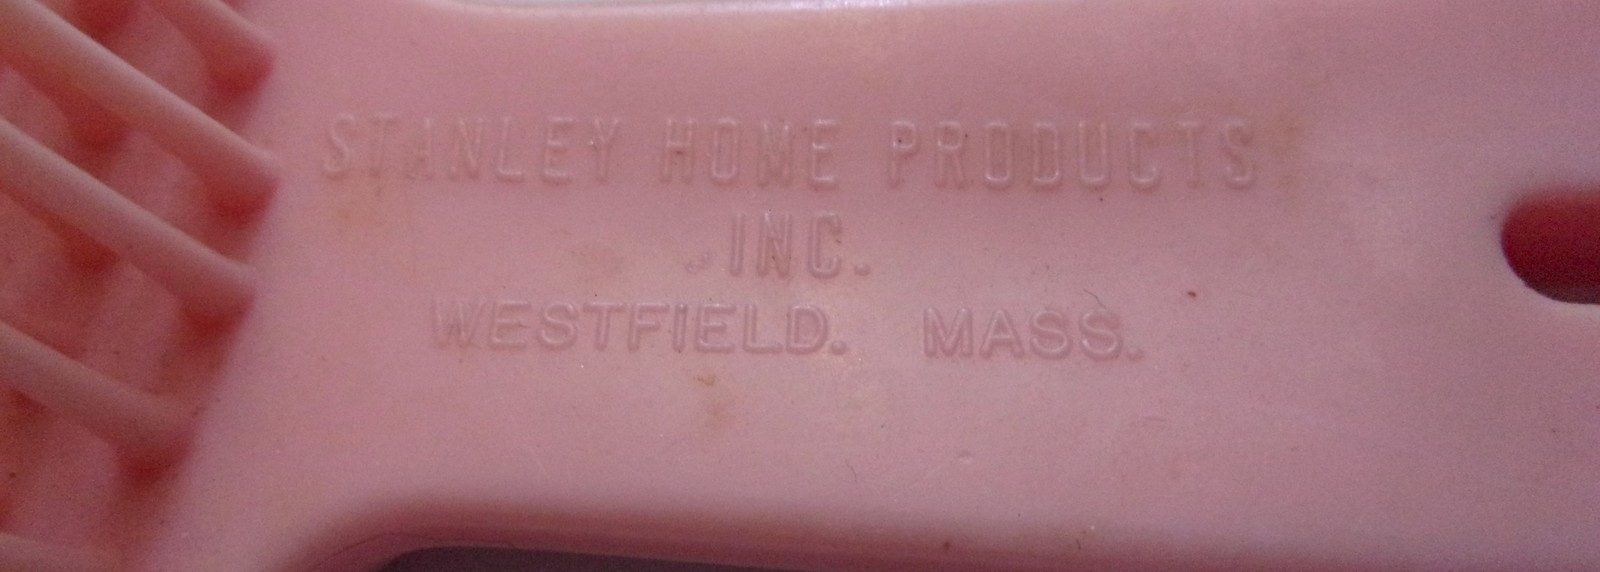 STANLEY HOME PRODUCTS
INC.
WESTFIELD. MASS.